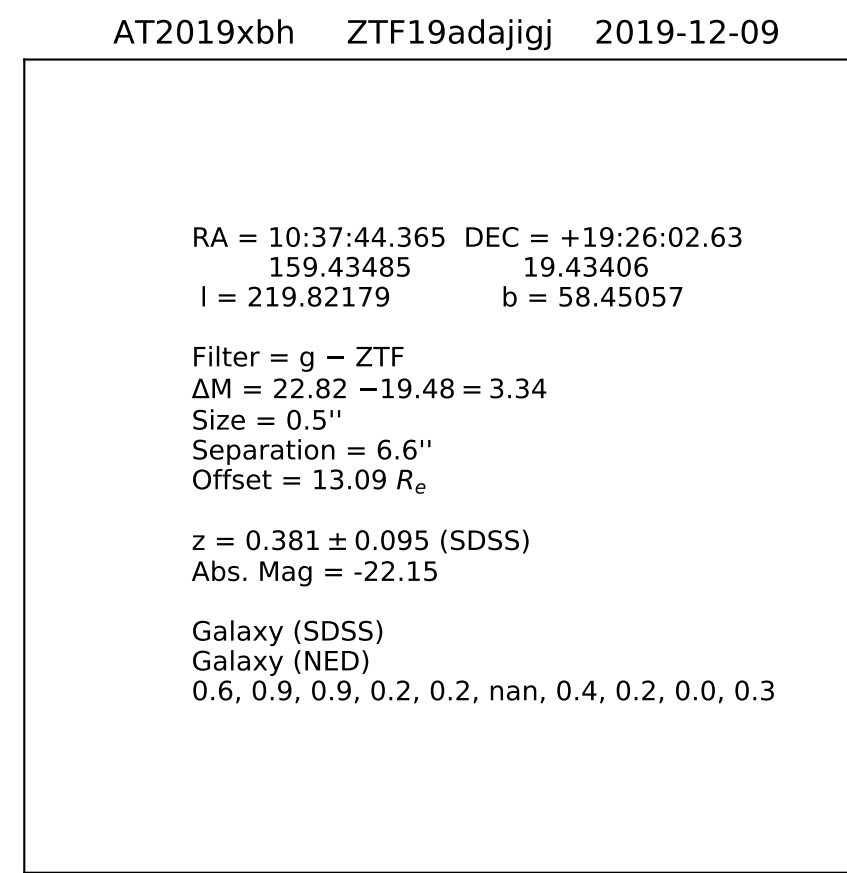 AT2019xbh ZTF19adajigj 2019-12-09
RA = 10:37:44.365 DEC = +19:26:02.63
159.43485 19.43406
l = 219.82179 b = 58.45057
Filter = g − ZTF
ΔM = 22.82 −19.48 = 3.34
Size = 0.5''
Separation = 6.6''
Offset = 13.09 Rₑ
z = 0.381 ± 0.095 (SDSS)
Abs. Mag = -22.15
Galaxy (SDSS)
Galaxy (NED)
0.6, 0.9, 0.9, 0.2, 0.2, nan, 0.4, 0.2, 0.0, 0.3